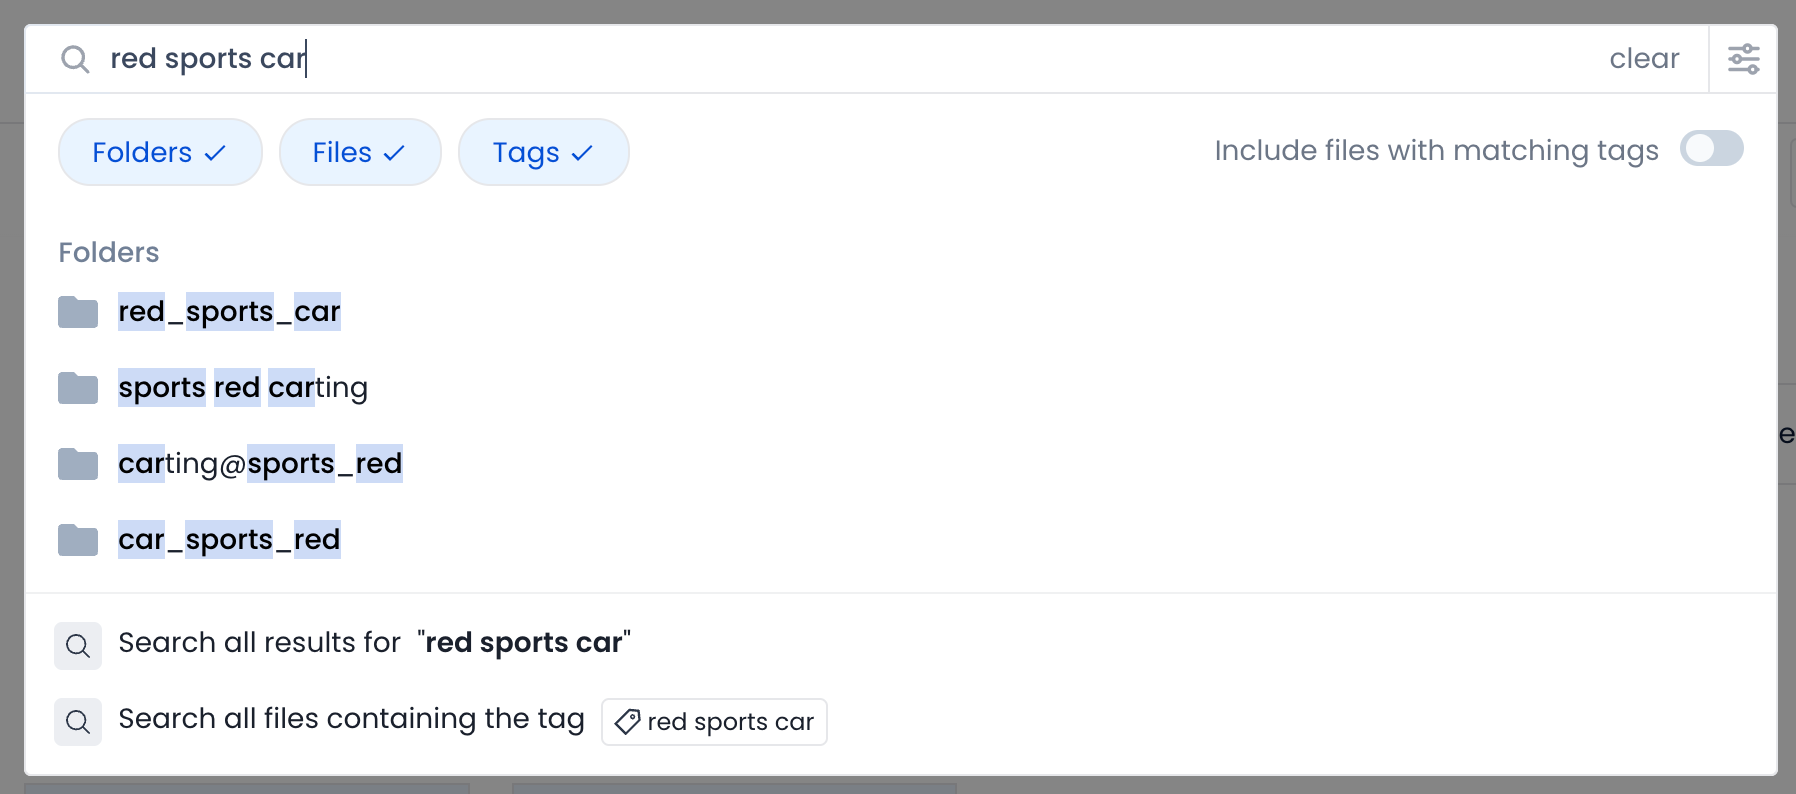 red sports car clear
Folders Files Tags Include files with matching tags
Folders
red_sports_car
sports red carting
carting@sports_red
car_sports_red
Search all results for "red sports car"
Search all files containing the tag red sports car